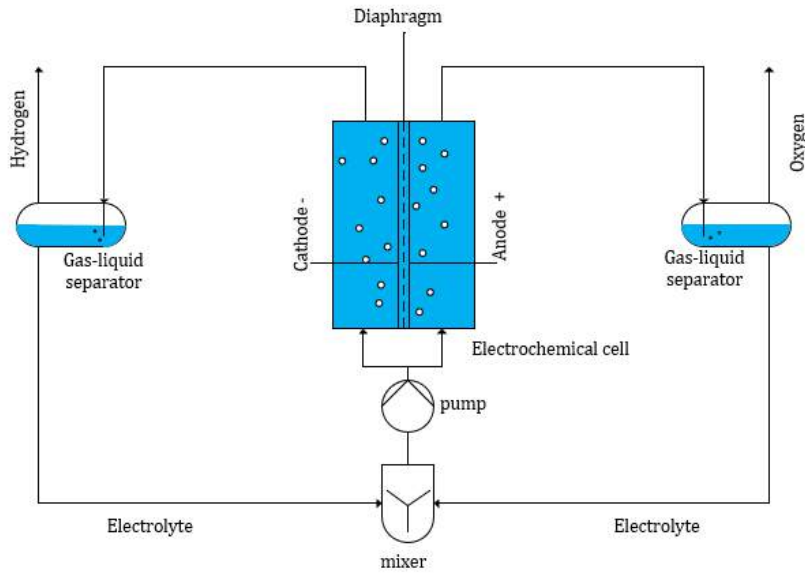 Diaphragm
Hydrogen
Oxygen
Cathode -
Anode +
Gas-liquid
separator
Gas-liquid
separator
Electrochemical cell
pump
Electrolyte
Electrolyte
mixer